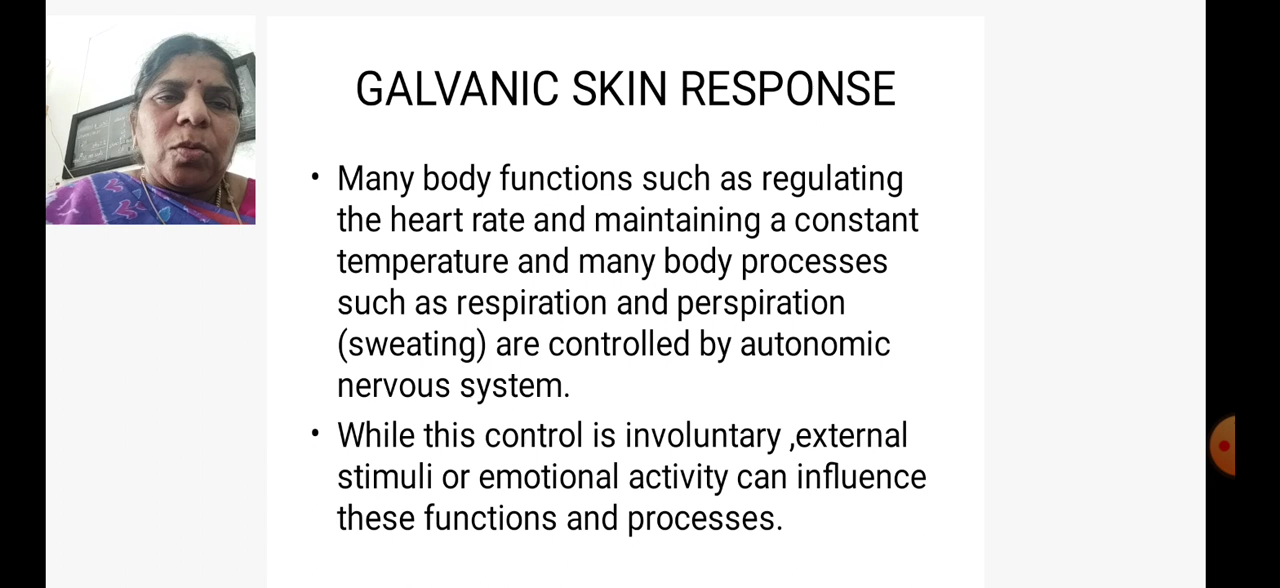 GALVANIC SKIN RESPONSE
• Many body functions such as regulating
the heart rate and maintaining a constant
temperature and many body processes
such as respiration and perspiration
(sweating) are controlled by autonomic
nervous system.
• While this control is involuntary ,external
stimuli or emotional activity can influence
these functions and processes.